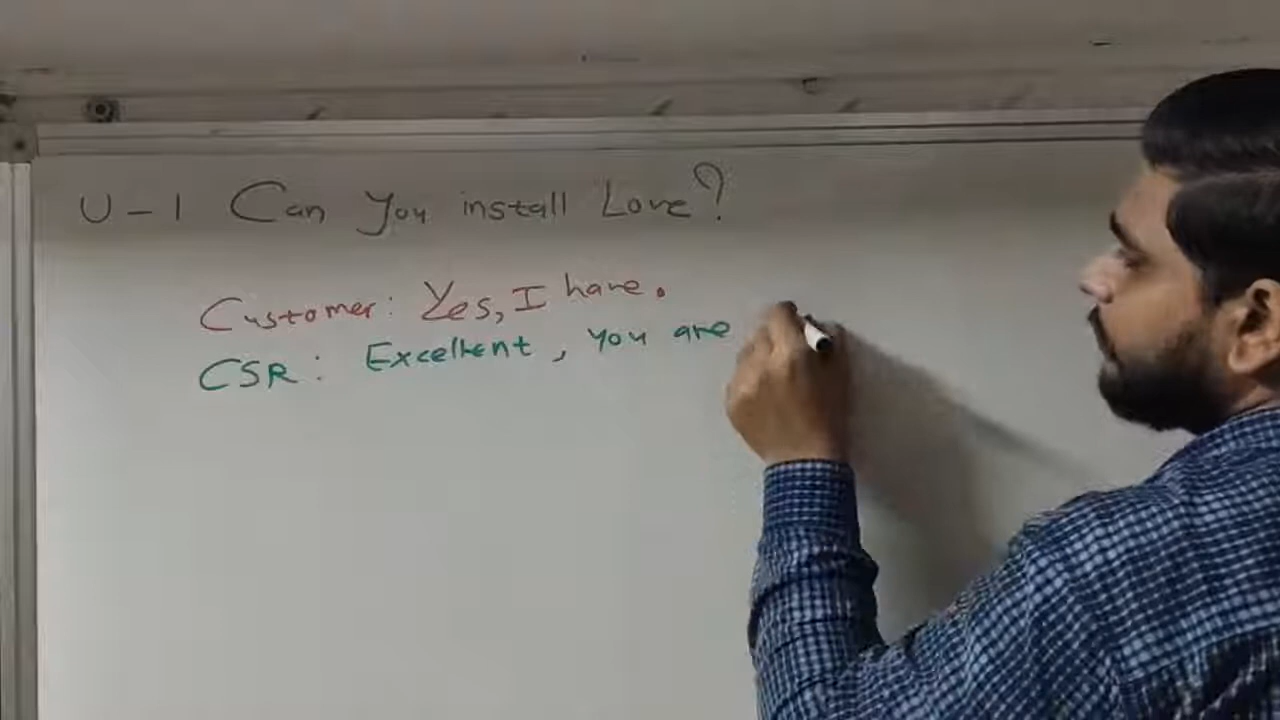 U-1 Can you install Love?
Customer: Yes, I have.
CSR: Excellent, you are